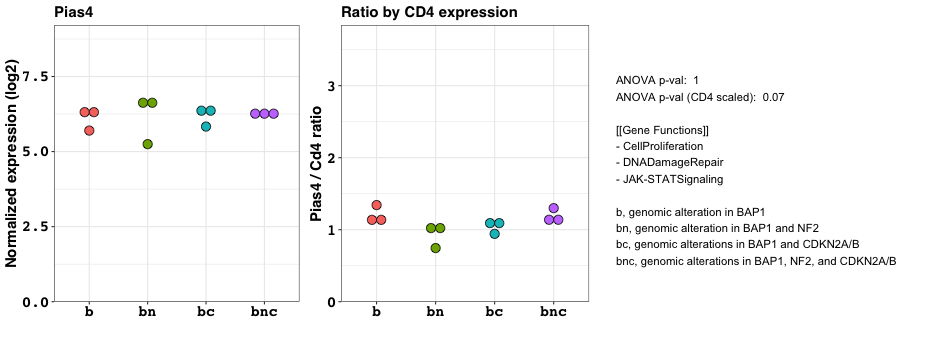 Pias4
Normalized expression (log2)
7.5
5.0
2.5
0.0
b bn bc bnc
Ratio by CD4 expression
Pias4 / Cd4 ratio
3
2
1
0
b bn bc bnc
ANOVA p-val: 1
ANOVA p-val (CD4 scaled): 0.07
[[Gene Functions]]
- CellProliferation
- DNADamageRepair
- JAK-STATSignaling
b, genomic alteration in BAP1
bn, genomic alteration in BAP1 and NF2
bc, genomic alterations in BAP1 and CDKN2A/B
bnc, genomic alterations in BAP1, NF2, and CDKN2A/B